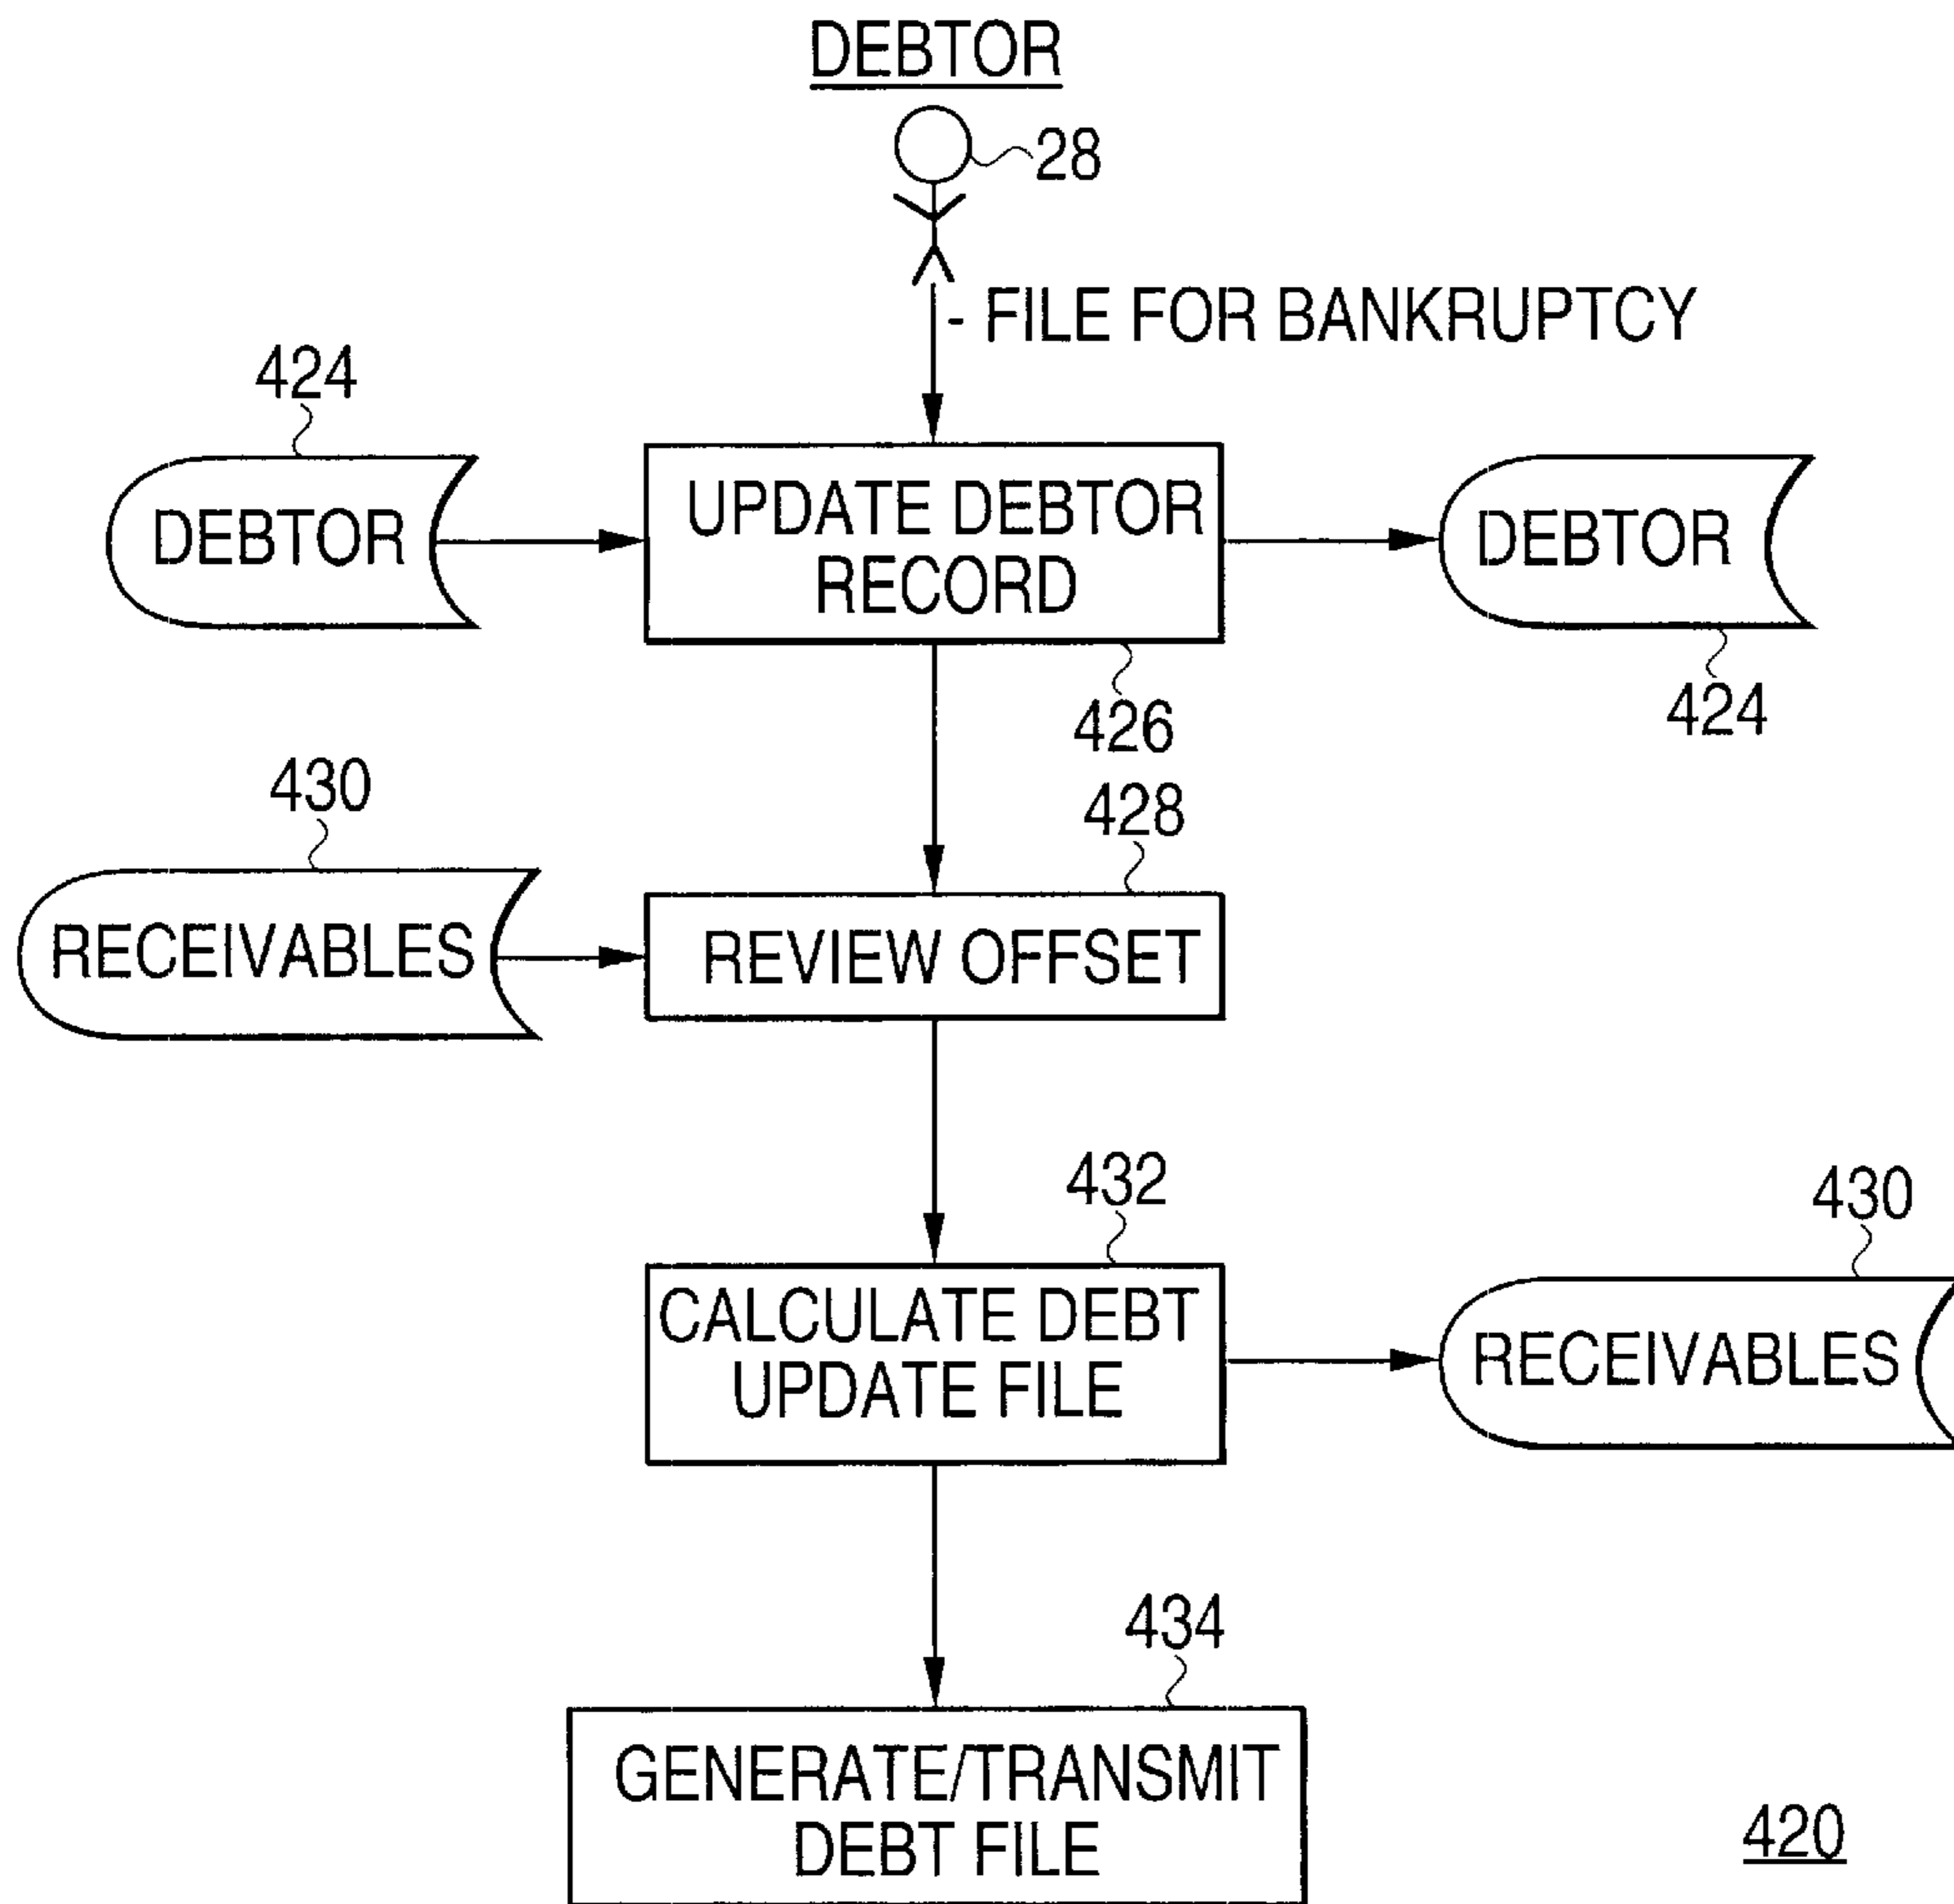 DEBTOR
28
- FILE FOR BANKRUPTCY
424
DEBTOR
UPDATE DEBTOR
RECORD
DEBTOR
426
424
430
428
RECEIVABLES
REVIEW OFFSET
432
430
CALCULATE DEBT
UPDATE FILE
RECEIVABLES
434
GENERATE/TRANSMIT
DEBT FILE
420